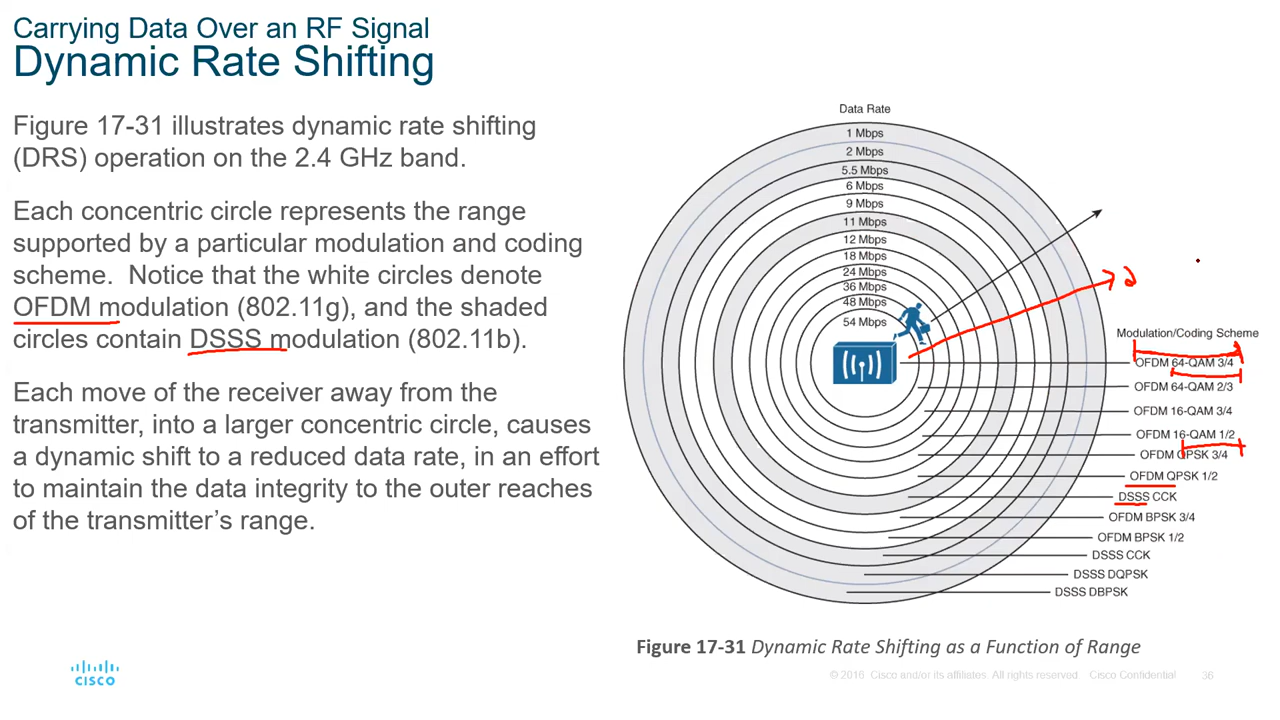 Carrying Data Over an RF Signal
Dynamic Rate Shifting
Figure 17-31 illustrates dynamic rate shifting
(DRS) operation on the 2.4 GHz band.
Each concentric circle represents the range
supported by a particular modulation and coding
scheme. Notice that the white circles denote
OFDM modulation (802.11g), and the shaded
circles contain DSSS modulation (802.11b).
Each move of the receiver away from the
transmitter, into a larger concentric circle, causes
a dynamic shift to a reduced data rate, in an effort
to maintain the data integrity to the outer reaches
of the transmitter’s range.
Data Rate
1 Mbps
2 Mbps
5.5 Mbps
6 Mbps
9 Mbps
11 Mbps
12 Mbps
18 Mbps
24 Mbps
36 Mbps
48 Mbps
54 Mbps
d
Modulation/Coding Scheme
OFDM 64-QAM 3/4
OFDM 64-QAM 2/3
OFDM 16-QAM 3/4
OFDM 16-QAM 1/2
OFDM QPSK 3/4
OFDM QPSK 1/2
DSSS CCK
OFDM BPSK 3/4
OFDM BPSK 1/2
DSSS CCK
DSSS DQPSK
DSSS DBPSK
Figure 17-31 Dynamic Rate Shifting as a Function of Range
CISCO
© 2016 Cisco and/or its affiliates. All rights reserved. Cisco Confidential 36